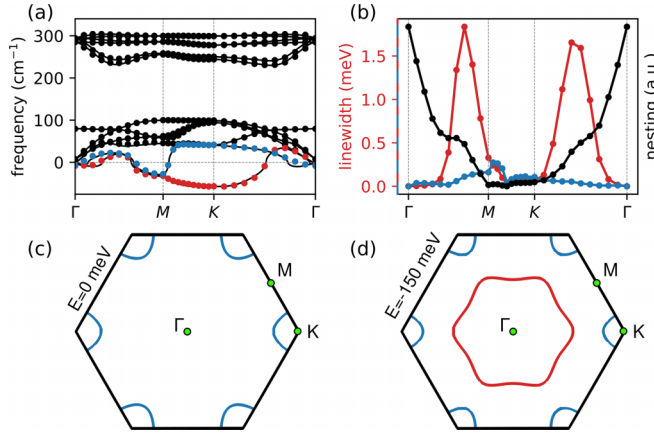 (a)
(b)
frequency (cm⁻¹)
300
200
100
0
Γ
M
K
Γ
linewidth (meV)
1.5
1.0
0.5
0.0
Γ
M
K
Γ
nesting (a.u.)
(c)
(d)
E=0 meV
M
Γ
K
E=-150 meV
M
Γ
K